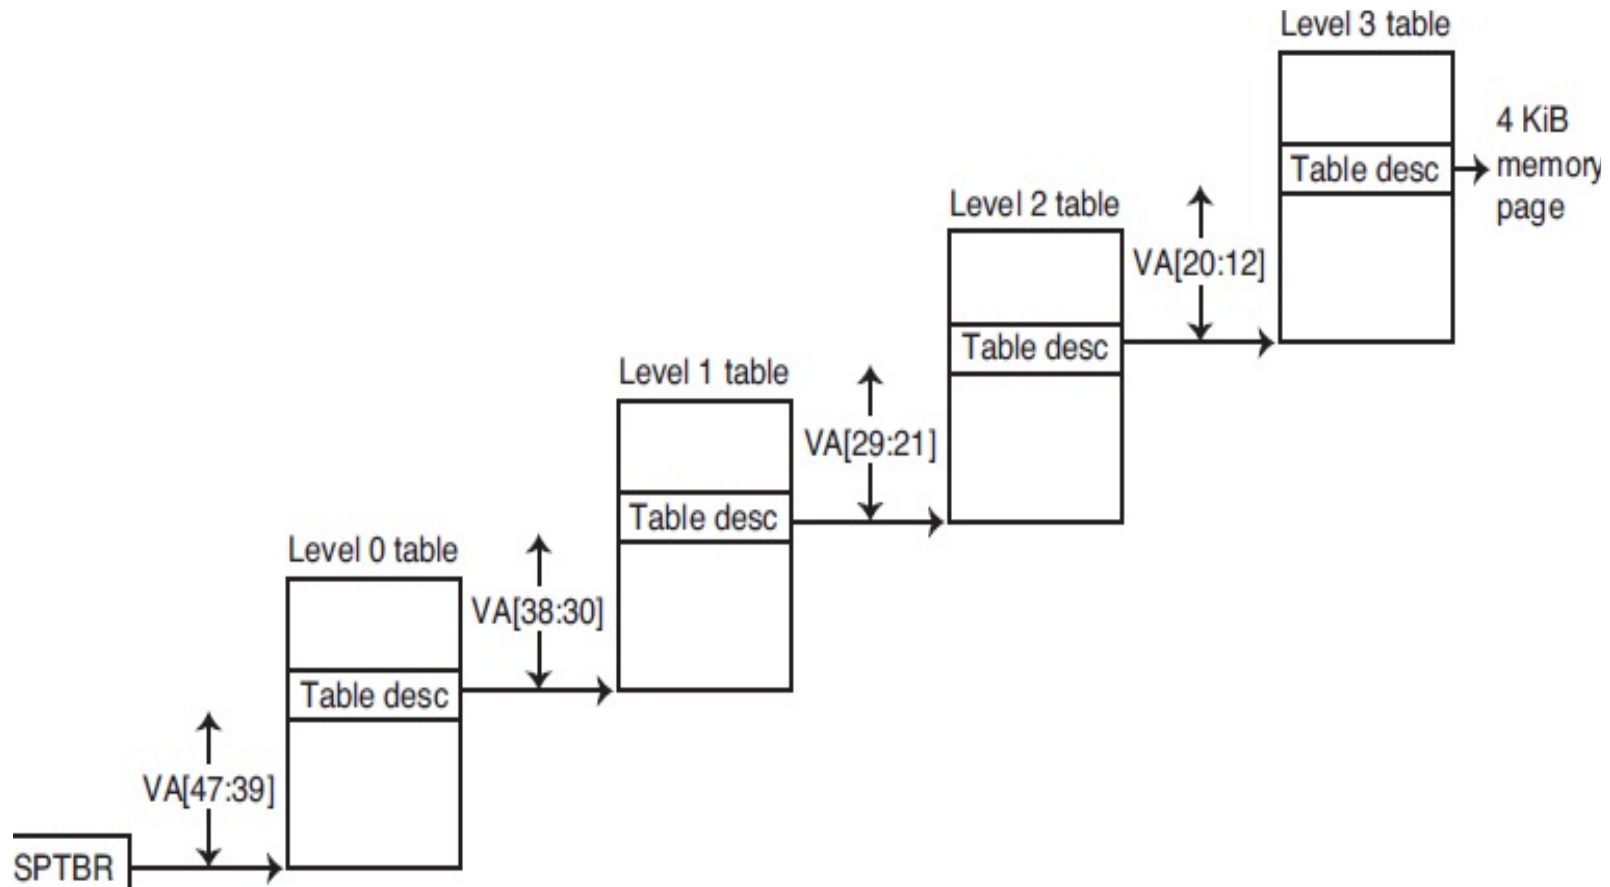 Level 3 table
4 KiB
memory
page
Table desc
Level 2 table
VA[20:12]
Table desc
Level 1 table
VA[29:21]
Table desc
Level 0 table
VA[38:30]
Table desc
VA[47:39]
SPTBR